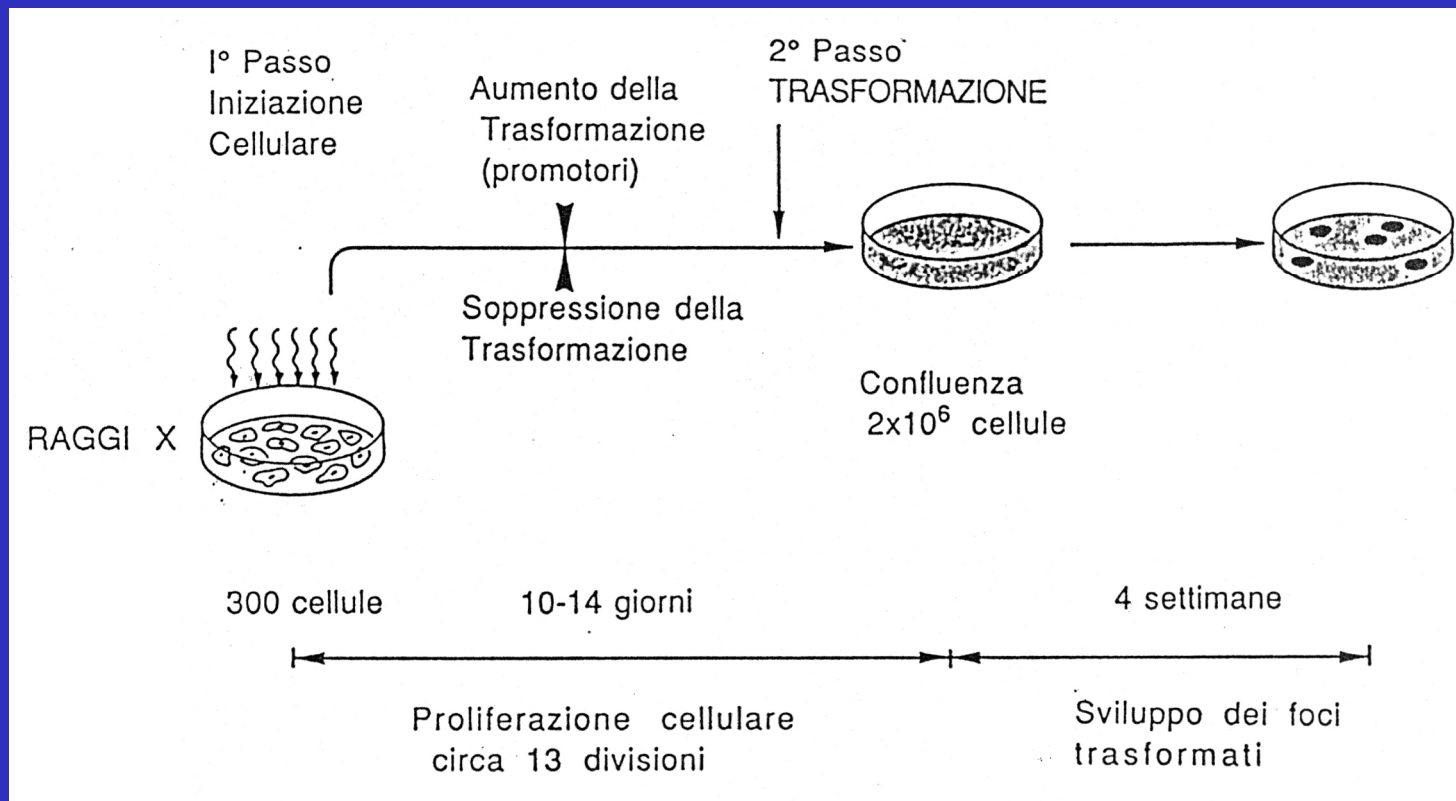 I° Passo
Iniziazione
Cellulare
Aumento della
Trasformazione
(promotori)
2° Passo
TRASFORMAZIONE
Soppressione della
Trasformazione
RAGGI X
Confluenza
2x10⁶ cellule
300 cellule
10-14 giorni
4 settimane
Proliferazione cellulare
circa 13 divisioni
Sviluppo dei foci
trasformati